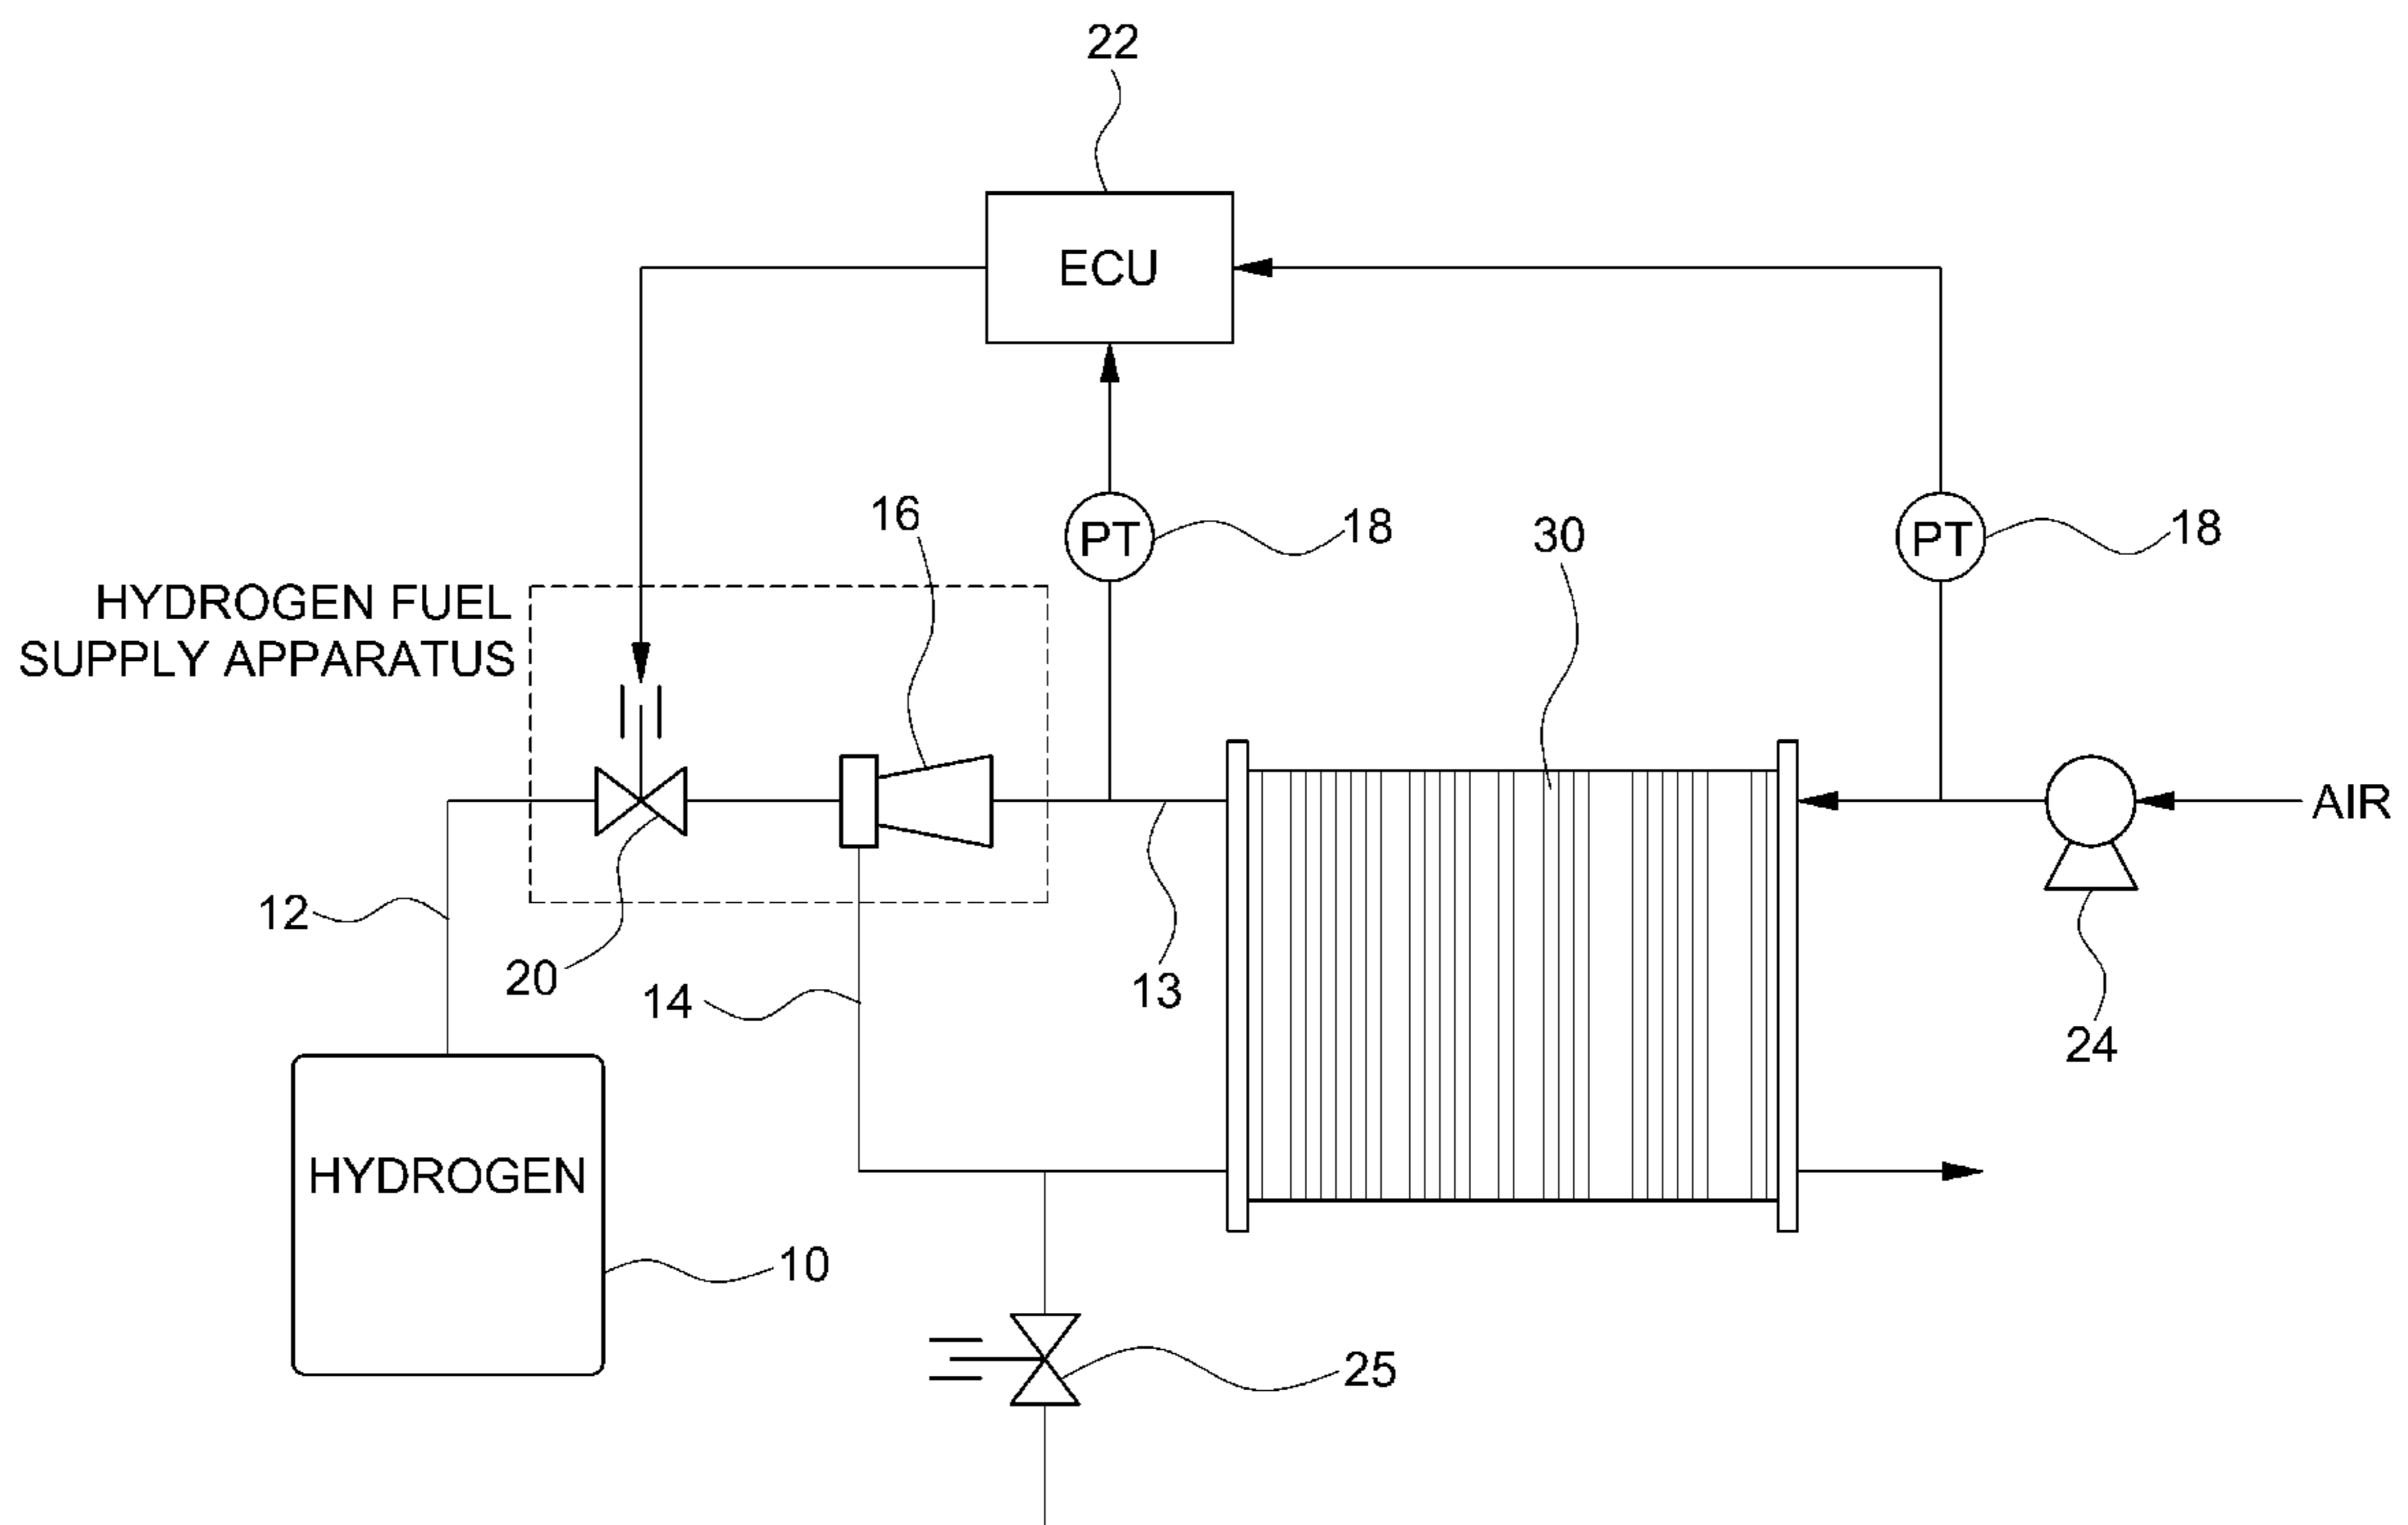 22
ECU
16
PT
18
30
PT
18
HYDROGEN FUEL
SUPPLY APPARATUS
AIR
12
20
14
13
24
HYDROGEN
10
25